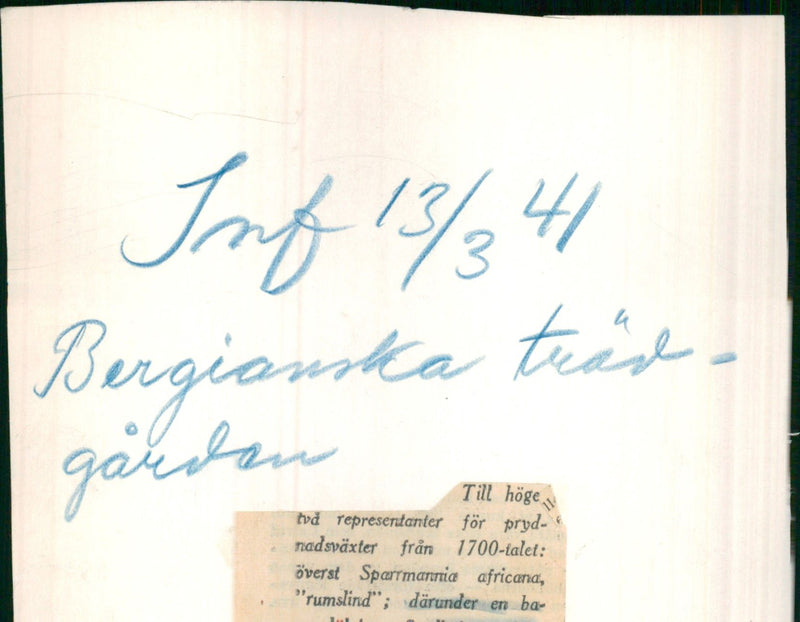 Inf 13/3 41
Bergianska träd-
gården
Till höge
två representanter för pryd-
nadsväxter från 1700-talet:
överst Sparrmannia africana,
"rumslind"; därunder en ba-